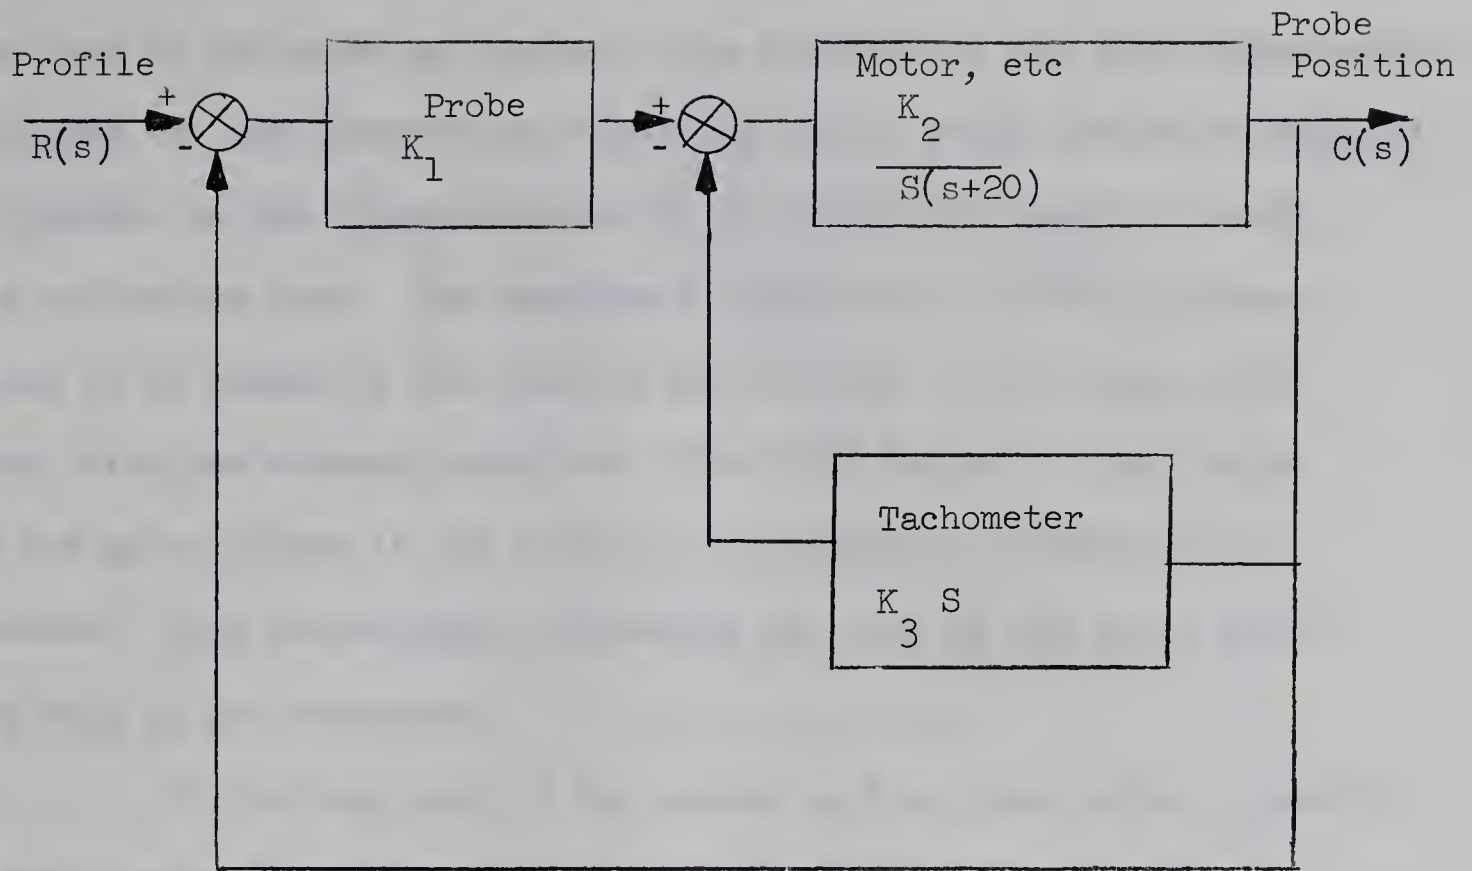 Profile
+
R(s)
-
Probe
K1
+
-
Motor, etc
K2
S(s+20)
Probe
Position
C(s)
Tachometer
K3 S